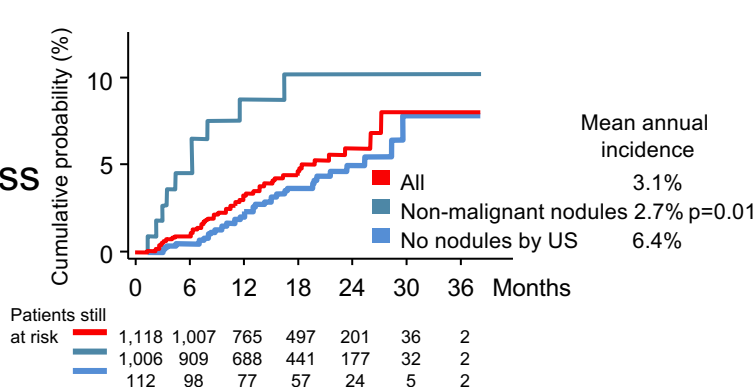 Cumulative probability (%)
10
5
0
ss
Mean annual
incidence
All 3.1%
Non-malignant nodules 2.7% p=0.01
No nodules by US 6.4%
0 6 12 18 24 30 36 Months
Patients still
at risk 1,118 1,007 765 497 201 36 2
1,006 909 688 441 177 32 2
112 98 77 57 24 5 2